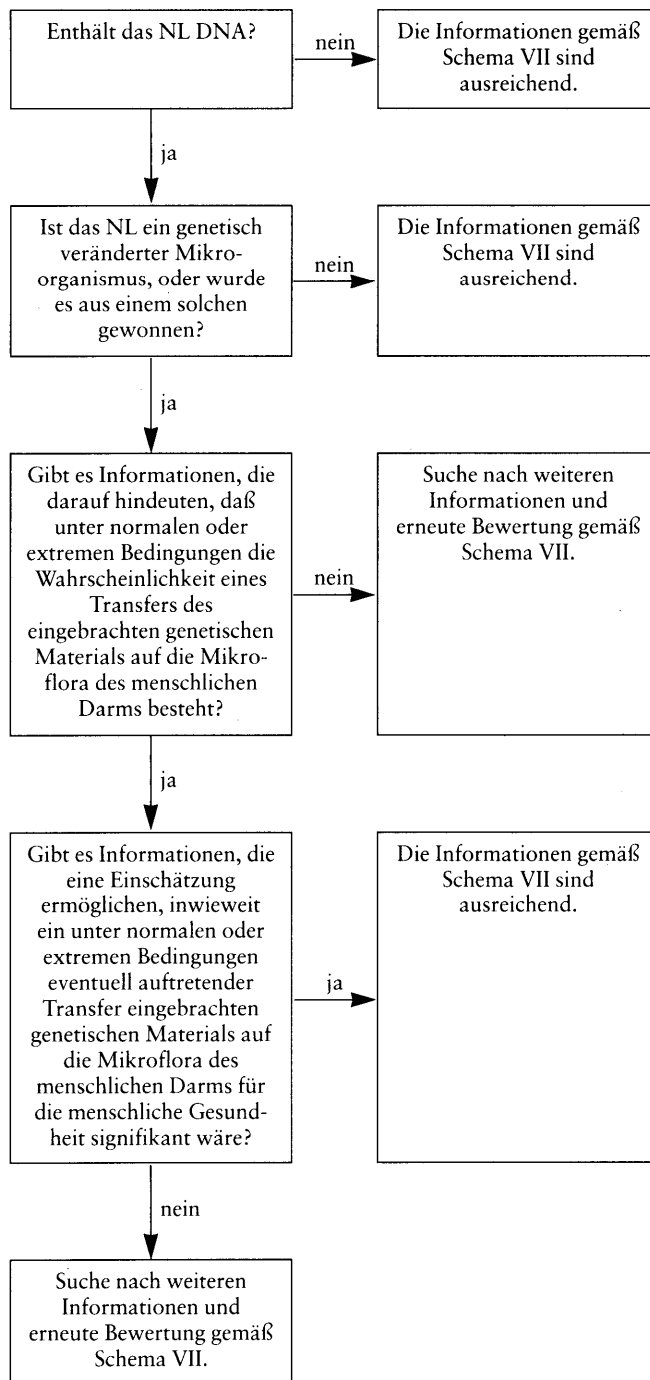 Enthält das NL DNA?
nein
Die Informationen gemäß
Schema VII sind
ausreichend.
ja
Ist das NL ein genetisch
veränderter Mikro-
organismus, oder wurde
es aus einem solchen
gewonnen?
nein
Die Informationen gemäß
Schema VII sind
ausreichend.
ja
Gibt es Informationen, die
darauf hindeuten, daß
unter normalen oder
extremen Bedingungen die
Wahrscheinlichkeit eines
Transfers des
eingebrachten genetischen
Materials auf die Mikro-
flora des menschlichen
Darms besteht?
nein
Suche nach weiteren
Informationen und
erneute Bewertung gemäß
Schema VII.
ja
Gibt es Informationen, die
eine Einschätzung
ermöglichen, inwieweit
ein unter normalen oder
extremen Bedingungen
eventuell auftretender
Transfer eingebrachten
genetischen Materials auf
die Mikroflora des
menschlichen Darms für
die menschliche Gesund-
heit signifikant wäre?
ja
Die Informationen gemäß
Schema VII sind
ausreichend.
nein
Suche nach weiteren
Informationen und
erneute Bewertung gemäß
Schema VII.